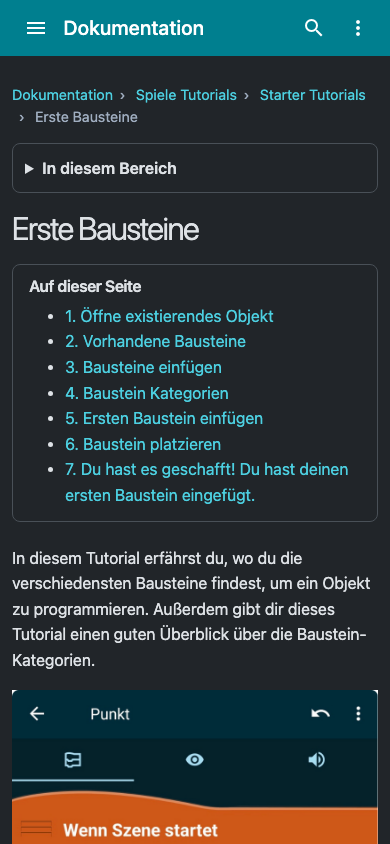 Dokumentation
Dokumentation › Spiele Tutorials › Starter Tutorials
› Erste Bausteine
In diesem Bereich
Erste Bausteine
Auf dieser Seite
1. Öffne existierendes Objekt
2. Vorhandene Bausteine
3. Bausteine einfügen
4. Baustein Kategorien
5. Ersten Baustein einfügen
6. Baustein platzieren
7. Du hast es geschafft! Du hast deinen
ersten Baustein eingefügt.
In diesem Tutorial erfährst du, wo du die
verschiedensten Bausteine findest, um ein Objekt
zu programmieren. Außerdem gibt dir dieses
Tutorial einen guten Überblick über die Baustein-
Kategorien.
Punkt
Wenn Szene startet